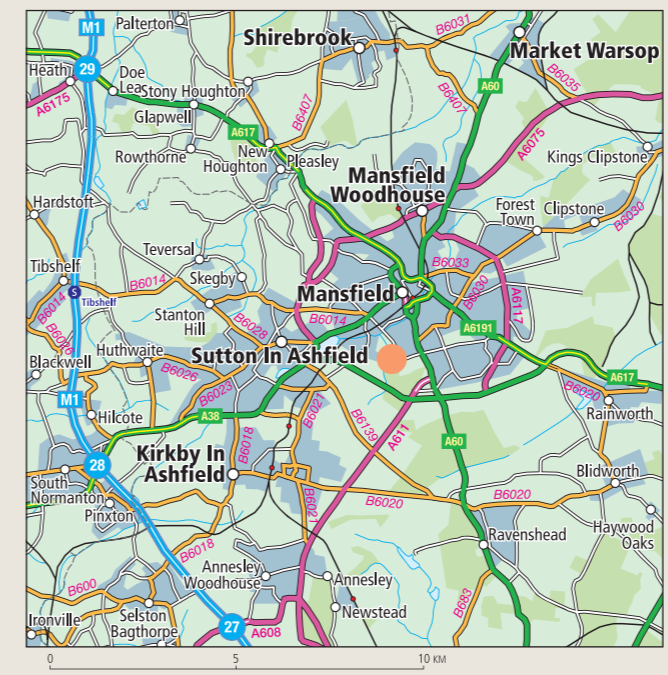 M1
Palterton
Shirebrook
B6031
Market Warsop
29
Heath
Doe
Lea
Stony Houghton
A6175
Glapwell
B6407
B6407
A60
B6035
A617
A6075
Rowthorne
New
Houghton
Pleasley
Kings Clipstone
Mansfield
Woodhouse
Hardstoft
Forest
Town
Clipstone
B6030
Teversal
Tibshelf
B6014
Skegby
B6033
S
Tibshelf
Mansfield
B6030
A6117
B6014
Stanton
Hill
B6028
B6014
A6191
B6026
Huthwaite
Sutton In Ashfield
Blackwell
B6026
A617
B6020
M1
B6023
Rainworth
Hilcote
A38
B6021
B6139
A611
B6018
A60
28
Kirkby In
Ashfield
South
Normanton
Blidworth
B6020
B6020
Pinxton
B6021
Haywood
Oaks
Ravenshead
B6018
Annesley
Woodhouse
Annesley
B600
B683
Newstead
Ironville
Selston
Bagthorpe
27
A608
0
5
10 KM